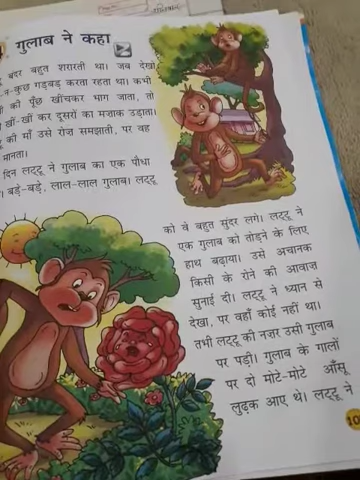 गुलाब ने कहा
2
बंदर बहुत शरारती था। जब देखो
-न-कुछ गड़बड़ करता रहता था। कभी
की पूँछ खींचकर भाग जाता, तो
खों-खों कर दूसरों का मज़ाक उड़ाता।
की माँ उसे रोज़ समझातीं, पर वह
मानता।
दिन लट्टू ने गुलाब का एक पौधा
बड़े-बड़े, लाल-लाल गुलाब। लट्टू
को वे बहुत सुंदर लगे। लट्टू ने
एक गुलाब को तोड़ने के लिए
हाथ बढ़ाया। उसे अचानक
किसी के रोने की आवाज़
सुनाई दी। लट्टू ने ध्यान से
देखा, पर वहाँ कोई नहीं था।
तभी लट्टू की नज़र उसी गुलाब
पर पड़ी। गुलाब के गालों
पर दो मोटे-मोटे आँसू
लुढ़क आए थे। लट्टू ने